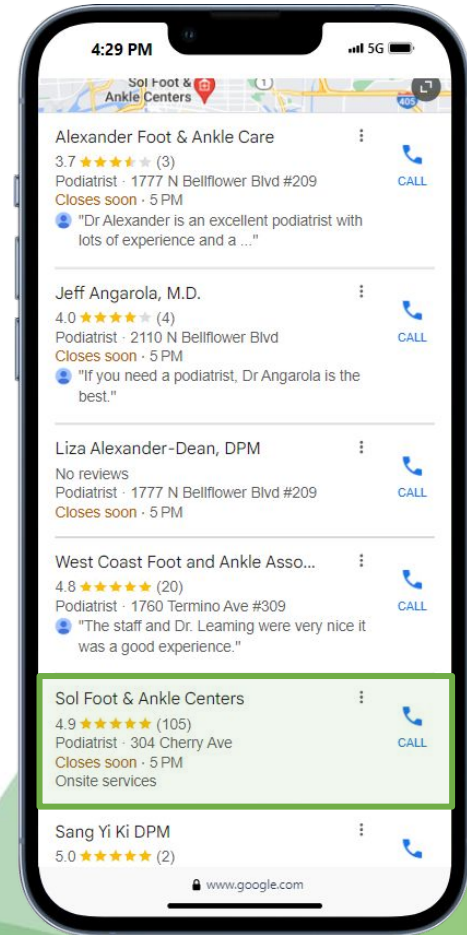 4:29 PM
5G
Sol Foot &
Ankle Centers
1
405
Alexander Foot & Ankle Care
3.7 (3)
Podiatrist · 1777 N Bellflower Blvd #209
CALL
Closes soon · 5 PM
"Dr Alexander is an excellent podiatrist with
lots of experience and a ..."
Jeff Angarola, M.D.
4.0 (4)
Podiatrist · 2110 N Bellflower Blvd
CALL
Closes soon · 5 PM
"If you need a podiatrist, Dr Angarola is the
best."
Liza Alexander-Dean, DPM
No reviews
Podiatrist · 1777 N Bellflower Blvd #209
CALL
Closes soon · 5 PM
West Coast Foot and Ankle Asso...
4.8 (20)
Podiatrist · 1760 Termino Ave #309
CALL
"The staff and Dr. Leaming were very nice it
was a good experience."
Sol Foot & Ankle Centers
4.9 (105)
Podiatrist · 304 Cherry Ave
CALL
Closes soon · 5 PM
Onsite services
Sang Yi Ki DPM
5.0 (2)
www.google.com